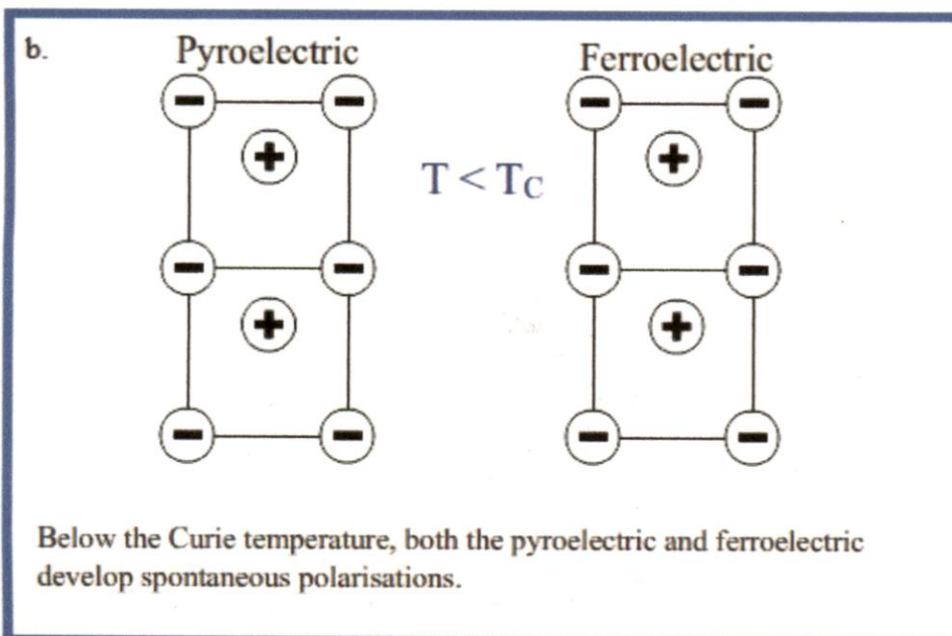 b.
Pyroelectric
Ferroelectric
T < TC
Below the Curie temperature, both the pyroelectric and ferroelectric
develop spontaneous polarisations.